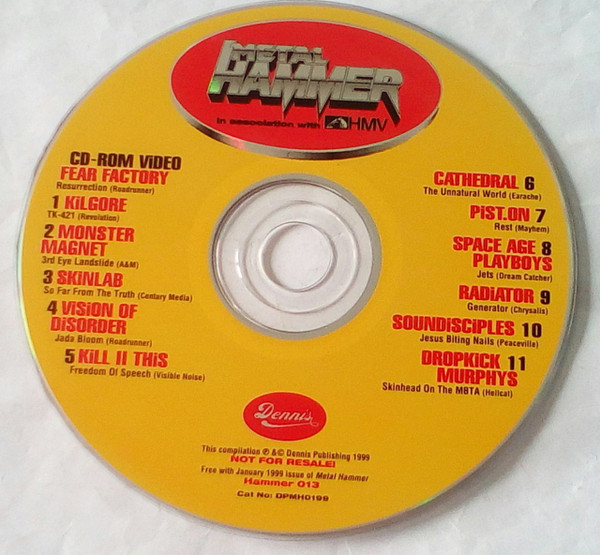 METAL
HAMMER
in association with HMV
CD-ROM ViDEO
FEAR FACTORY
Resurrection (Roadrunner)
1 KiLGORE
TK-421 (Revolution)
2 MONSTER
MAGNET
3rd Eye Landslide (A&M)
3 SKINLAB
So Far From The Truth (Century Media)
4 ViSiON OF
DiSORDER
Jada Bloom (Roadrunner)
5 KiLL II THiS
Freedom Of Speech (Visible Noise)
CATHEDRAL 6
The Unnatural World (Earache)
PiST.ON 7
Rest (Mayhem)
SPACE AGE 8
PLAYBOYS
Jets (Dream Catcher)
RADiATOR 9
Generator (Chrysalis)
SOUNDiSCIPLES 10
Jesus Biting Nails (Peaceville)
DROPKICK 11
MURPHYS
Skinhead On The MBTA (Hellcat)
Dennis
This compilation ℗ &© Dennis Publishing 1999
NOT FOR RESALE!
Free with January 1999 issue of Metal Hammer
Hammer 013
Cat No: DPMH0199